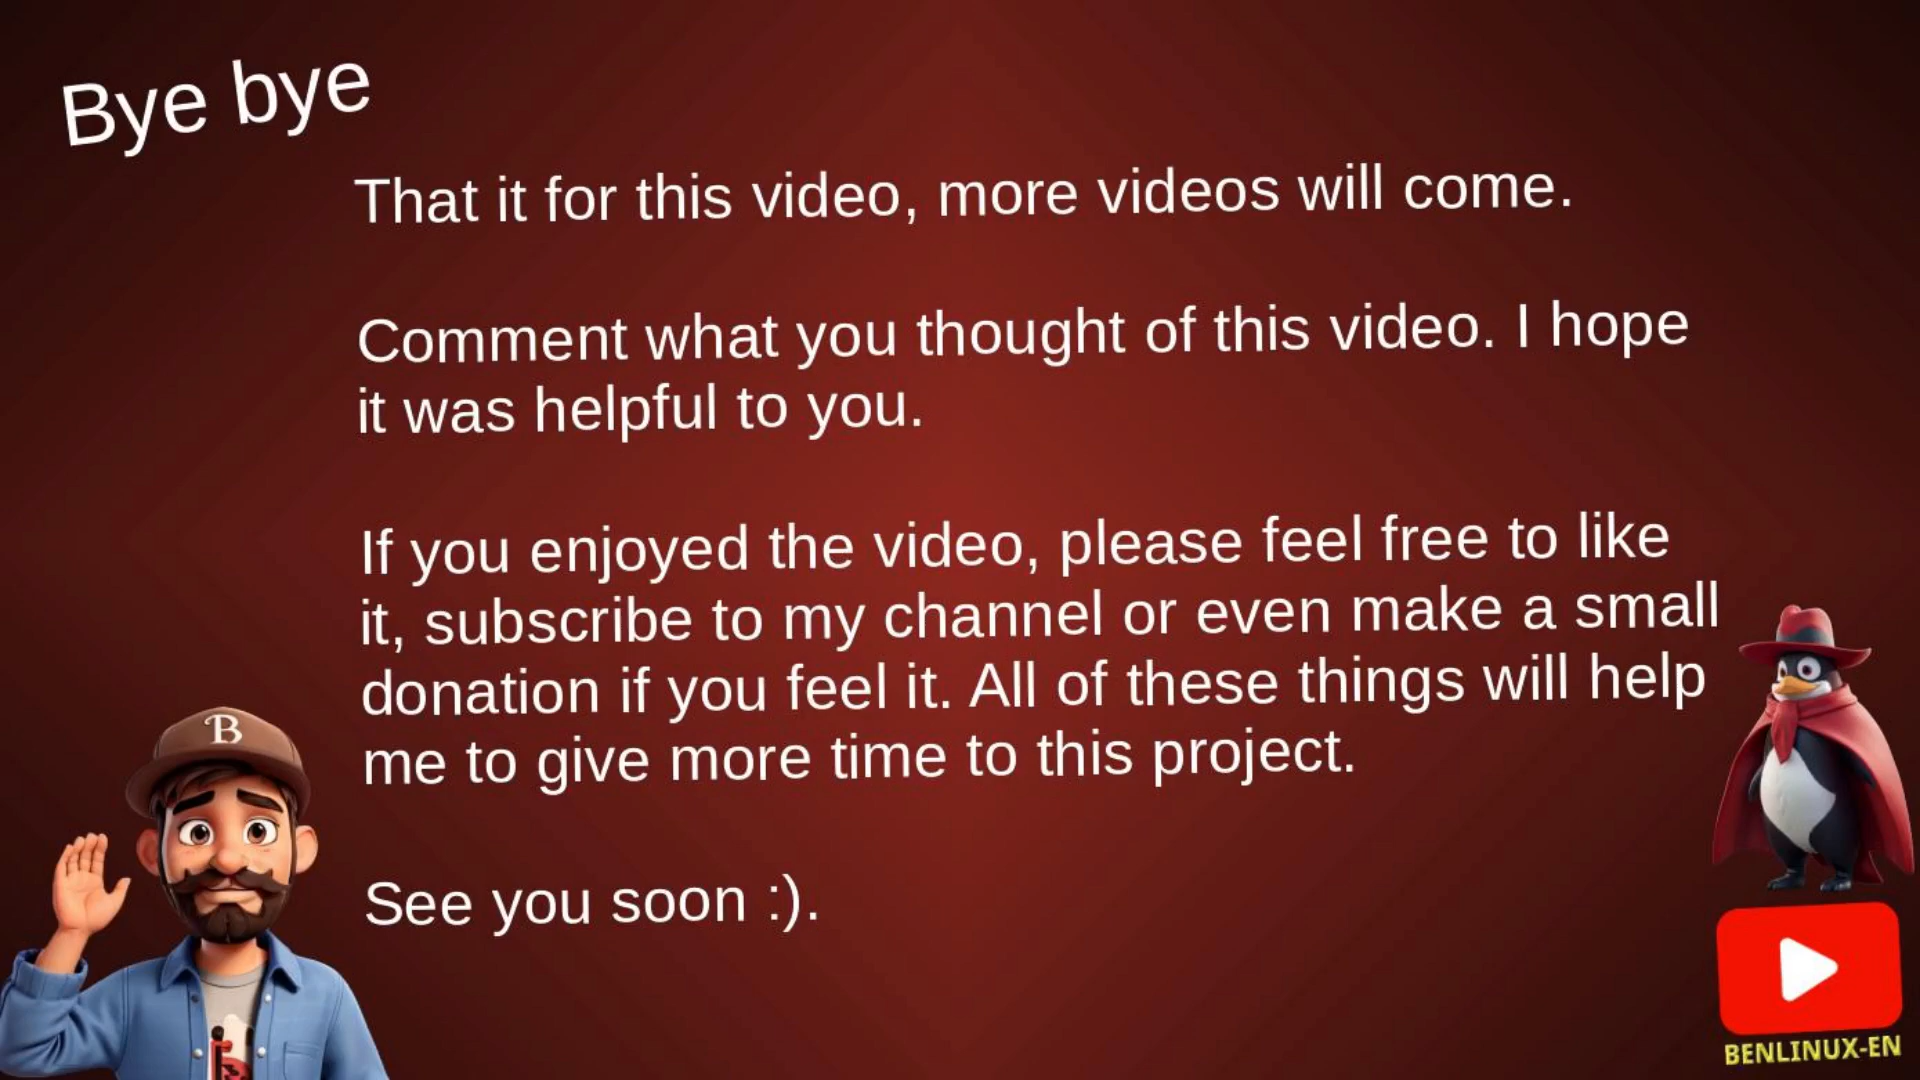 Bye bye
That it for this video, more videos will come.
Comment what you thought of this video. I hope
it was helpful to you.
If you enjoyed the video, please feel free to like
it, subscribe to my channel or even make a small
donation if you feel it. All of these things will help
me to give more time to this project.
See you soon :).
B
BENLINUX-EN